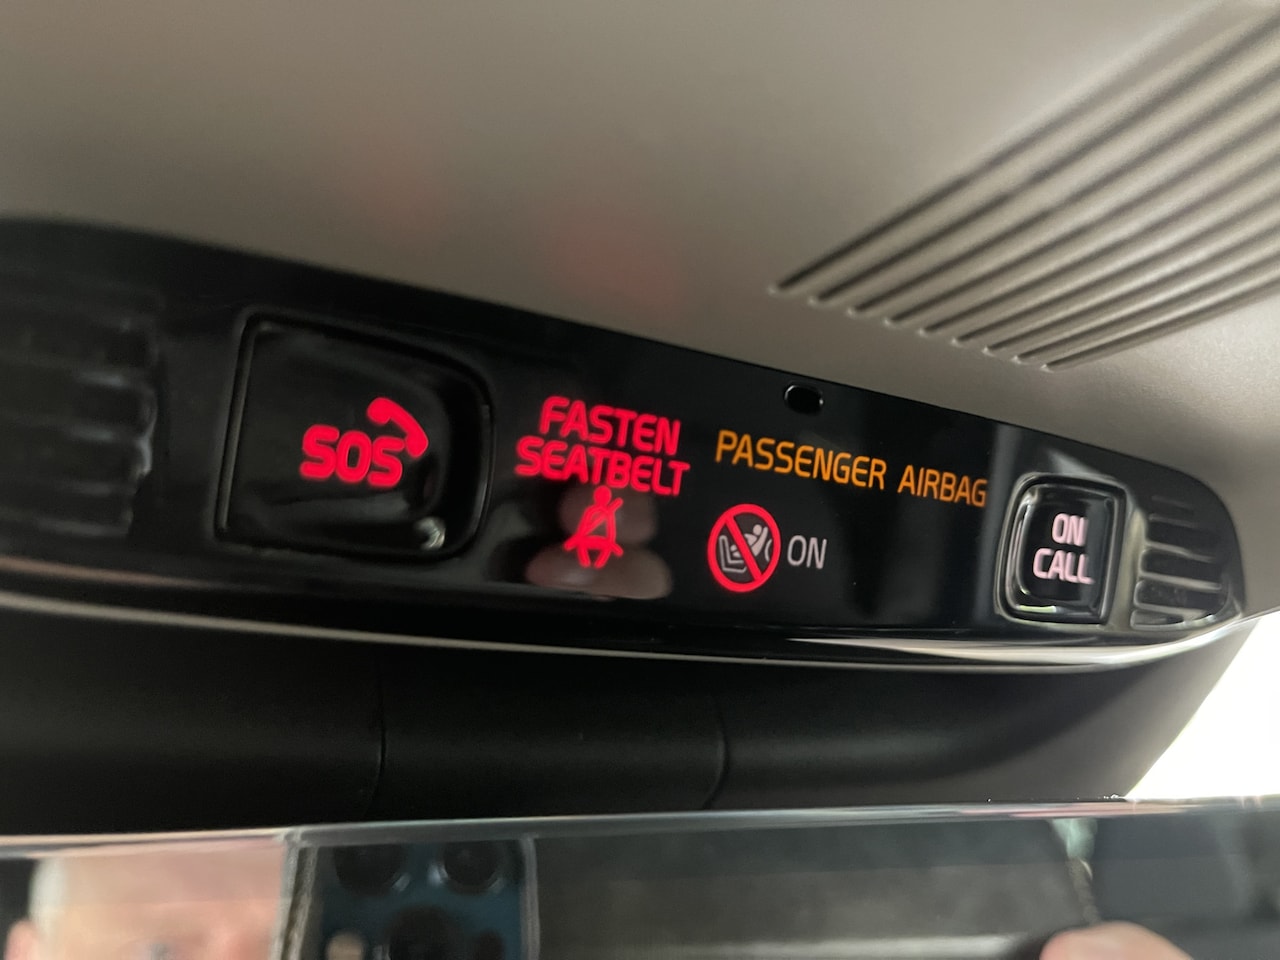 SOS
FASTEN
SEATBELT
PASSENGER AIRBAG
ON
ON
CALL